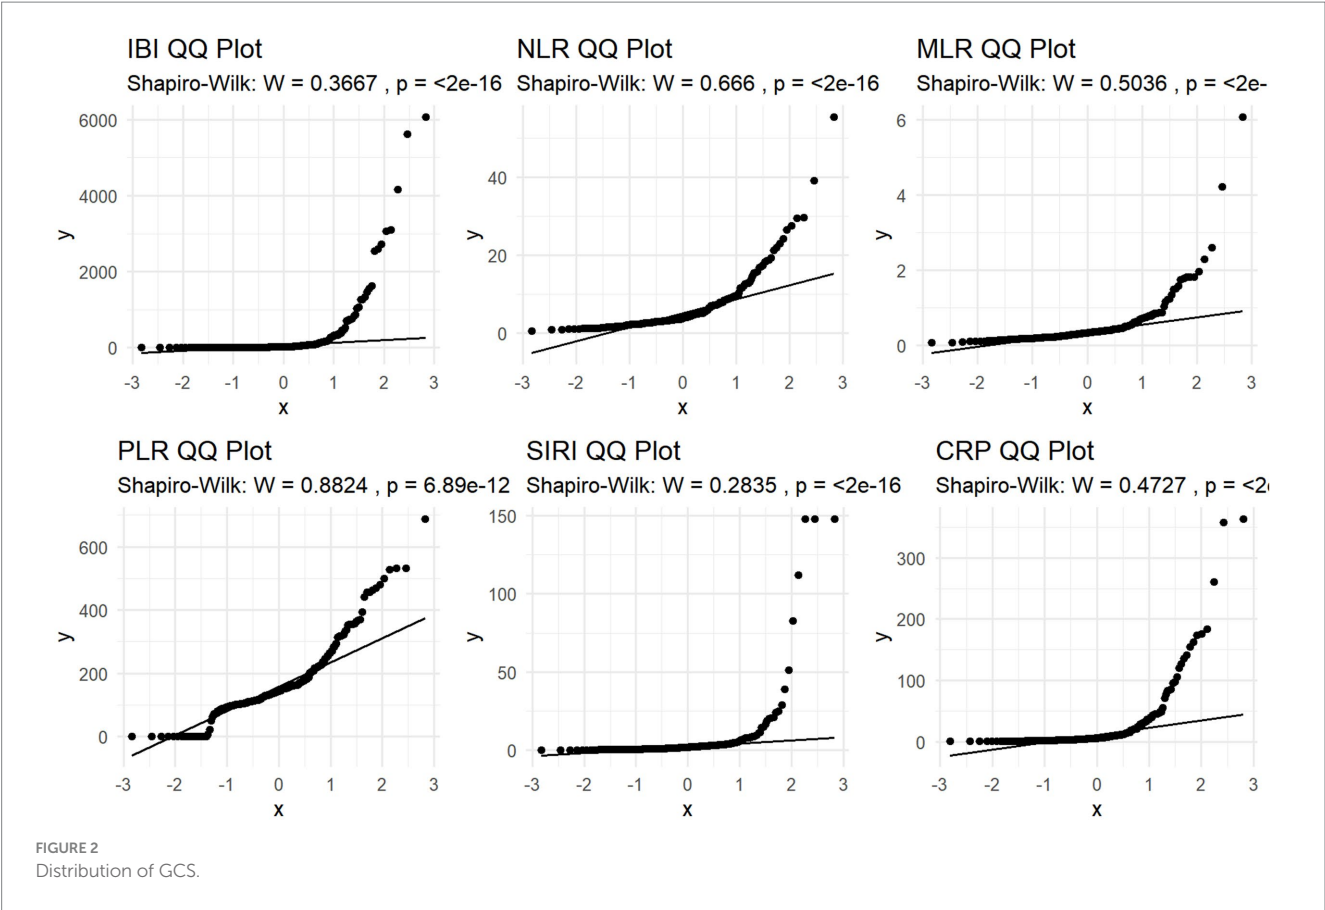 IBI QQ Plot
Shapiro-Wilk: W = 0.3667 , p = <2e-16
6000
4000
2000
0
y
-3 -2 -1 0 1 2 3
x
NLR QQ Plot
Shapiro-Wilk: W = 0.666 , p = <2e-16
40
20
0
y
-3 -2 -1 0 1 2 3
x
MLR QQ Plot
Shapiro-Wilk: W = 0.5036 , p = <2e-
6
4
2
0
y
-3 -2 -1 0 1 2 3
x
PLR QQ Plot
Shapiro-Wilk: W = 0.8824 , p = 6.89e-12
600
400
200
0
y
-3 -2 -1 0 1 2 3
x
SIRI QQ Plot
Shapiro-Wilk: W = 0.2835 , p = <2e-16
150
100
50
0
y
-3 -2 -1 0 1 2 3
x
CRP QQ Plot
Shapiro-Wilk: W = 0.4727 , p = <2
300
200
100
0
y
-3 -2 -1 0 1 2 3
x
FIGURE 2
Distribution of GCS.